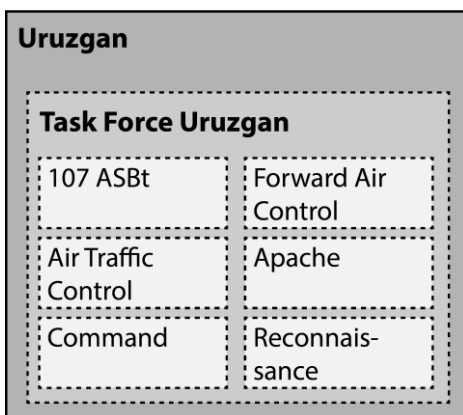 Uruzgan
Task Force Uruzgan
107 ASBt
Forward Air
Control
Air Traffic
Control
Apache
Command
Reconnais-
sance